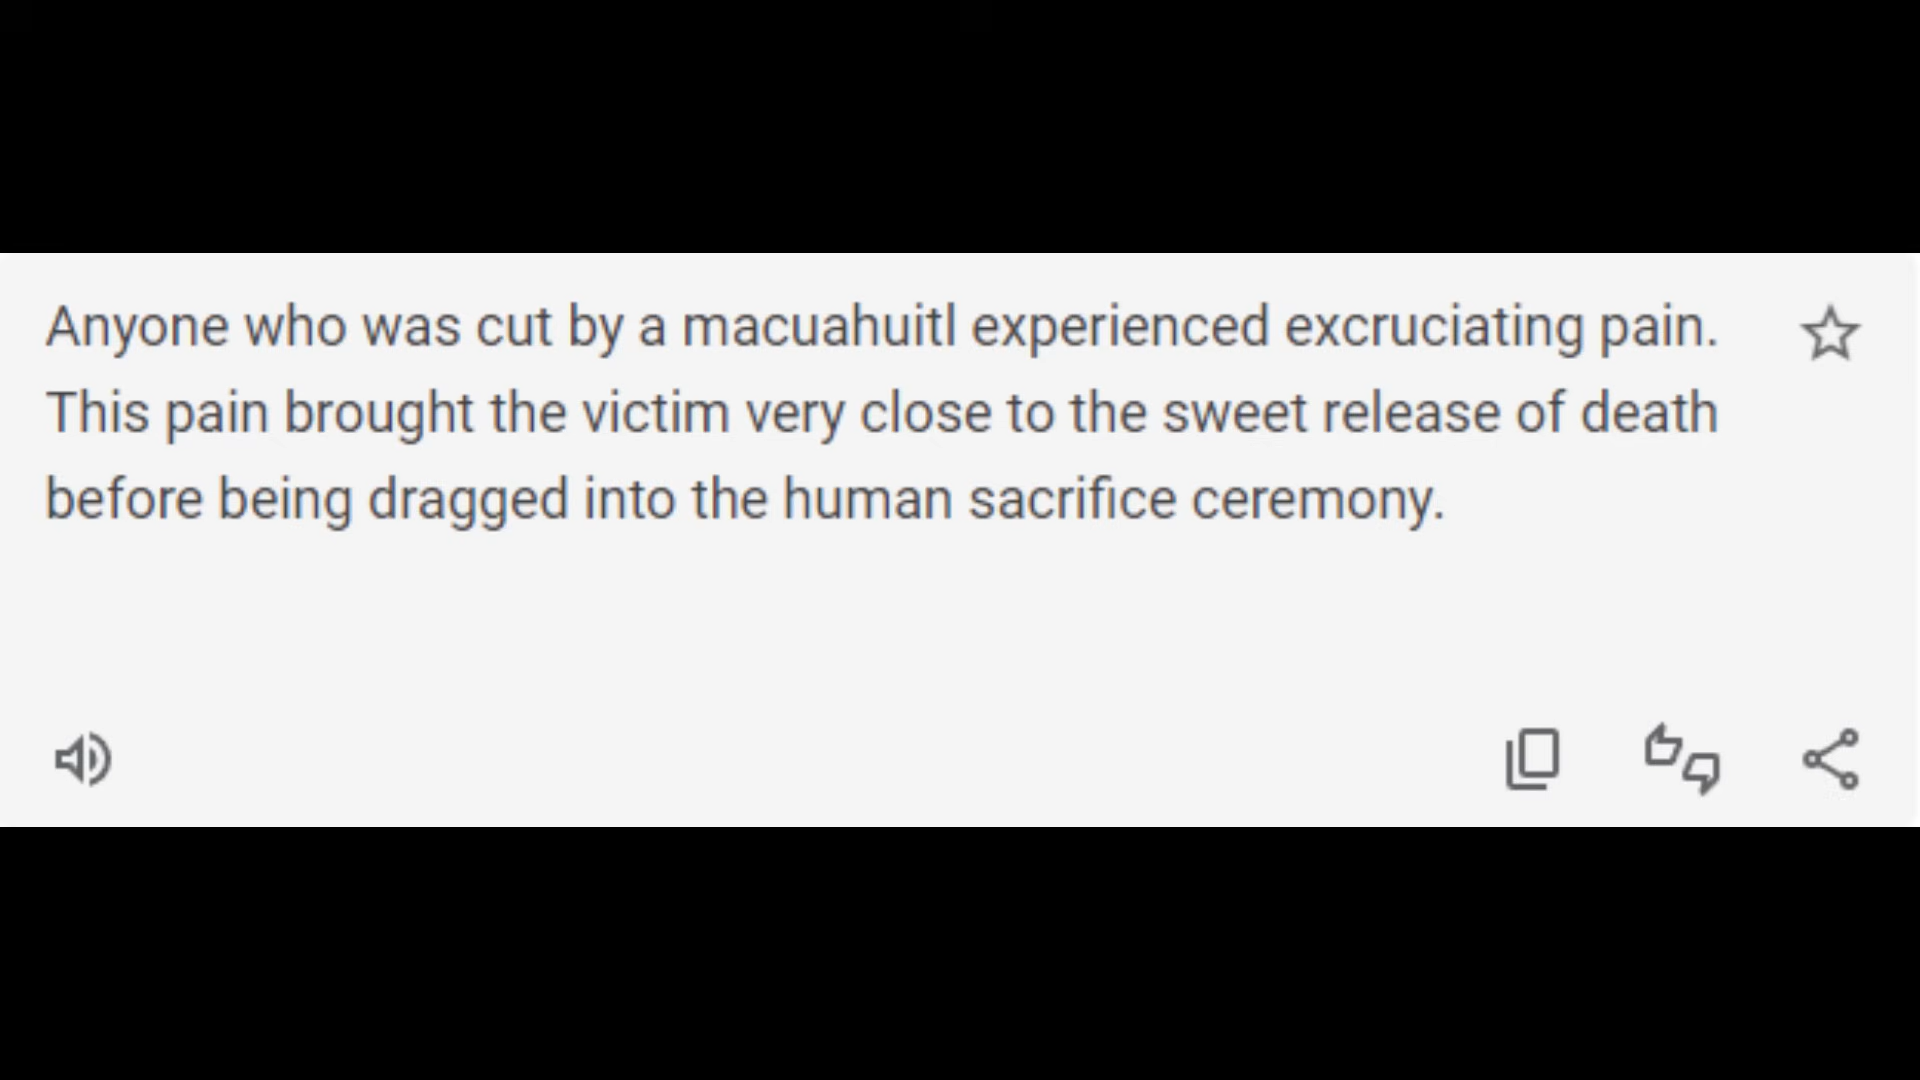 Anyone who was cut by a macuahuitl experienced excruciating pain.
This pain brought the victim very close to the sweet release of death
before being dragged into the human sacrifice ceremony.